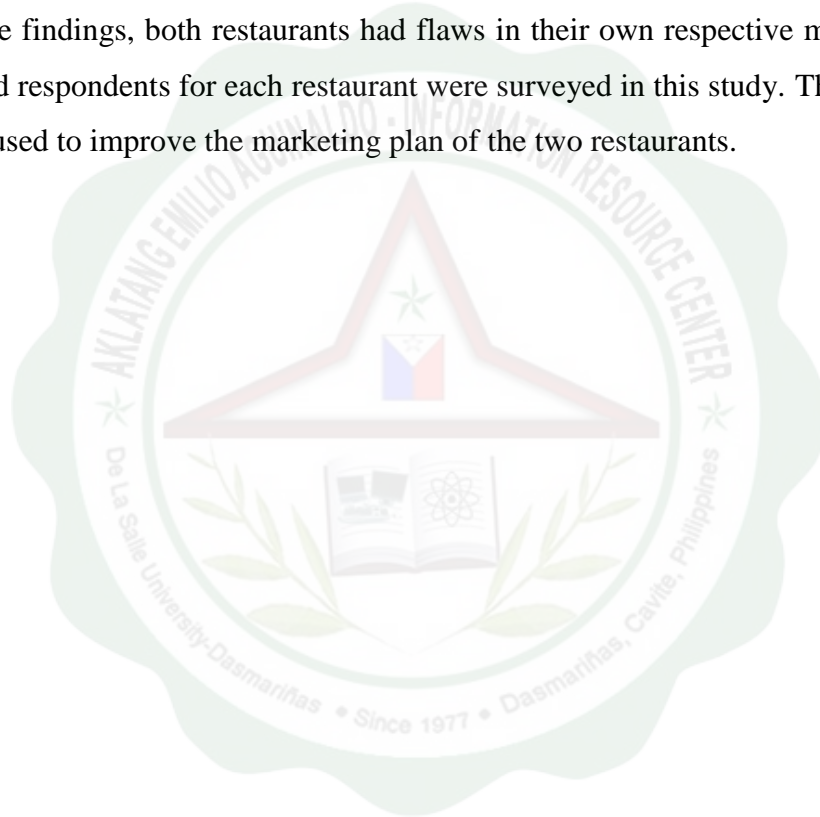 e findings, both restaurants had flaws in their own respective m
d respondents for each restaurant were surveyed in this study. Th
used to improve the marketing plan of the two restaurants.
AKLATANG EMILIO AGUINALDO - INFORMATION RESOURCE CENTER
De La Salle University-Dasmariñas • Since 1977 • Dasmariñas, Cavite, Philippines